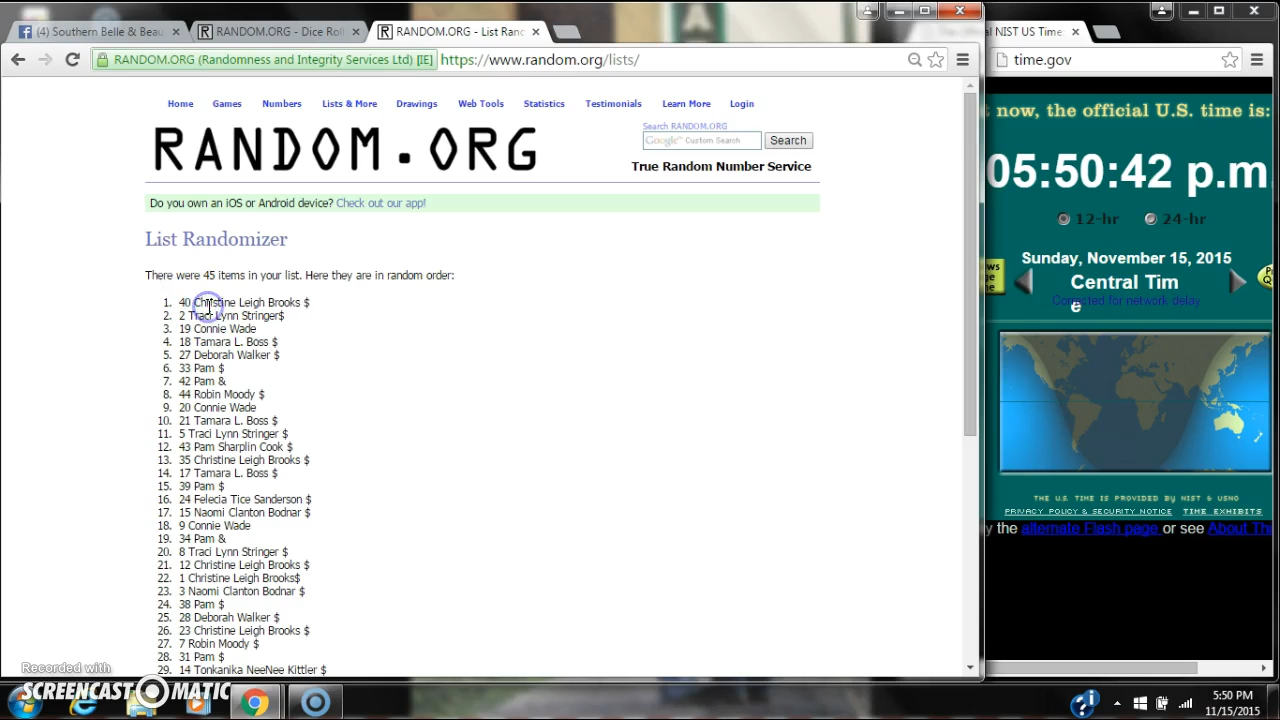 (4) Southern Belle & Beau
RANDOM.ORG - Dice Roll
RANDOM.ORG - List Ran
NIST US Time
RANDOM.ORG (Randomness and Integrity Services Ltd) [IE]
https://www.random.org/lists/
time.gov
Home Games Numbers Lists & More Drawings Web Tools Statistics Testimonials Learn More Login
RANDOM.ORG
Search RANDOM.ORG
Google™ Custom Search
Search
True Random Number Service
Do you own an iOS or Android device? Check out our app!
List Randomizer
There were 45 items in your list. Here they are in random order:
1. 40 Christine Leigh Brooks $
2. 2 Traci Lynn Stringer$
3. 19 Connie Wade
4. 18 Tamara L. Boss $
5. 27 Deborah Walker $
6. 33 Pam $
7. 42 Pam &
8. 44 Robin Moody $
9. 20 Connie Wade
10. 21 Tamara L. Boss $
11. 5 Traci Lynn Stringer $
12. 43 Pam Sharplin Cook $
13. 35 Christine Leigh Brooks $
14. 17 Tamara L. Boss $
15. 39 Pam $
16. 24 Felecia Tice Sanderson $
17. 15 Naomi Clanton Bodnar $
18. 9 Connie Wade
19. 34 Pam &
20. 8 Traci Lynn Stringer $
21. 12 Christine Leigh Brooks $
22. 1 Christine Leigh Brooks$
23. 3 Naomi Clanton Bodnar $
24. 38 Pam $
25. 28 Deborah Walker $
26. 23 Christine Leigh Brooks $
27. 7 Robin Moody $
28. 31 Pam $
29. 14 Tonkanika NeeNee Kittler $
t now, the official U.S. time is:
05:50:42 p.m
12-hr 24-hr
Sunday, November 15, 2015
Central Tim
e
Corrected for network delay
THE U.S. TIME IS PROVIDED BY NIST & USNO
PRIVACY POLICY & SECURITY NOTICE TIME EXHIBITS
y the alternate Flash page or see About Th
Recorded with
SCREENCAST-O-MATIC
5:50 PM
11/15/2015